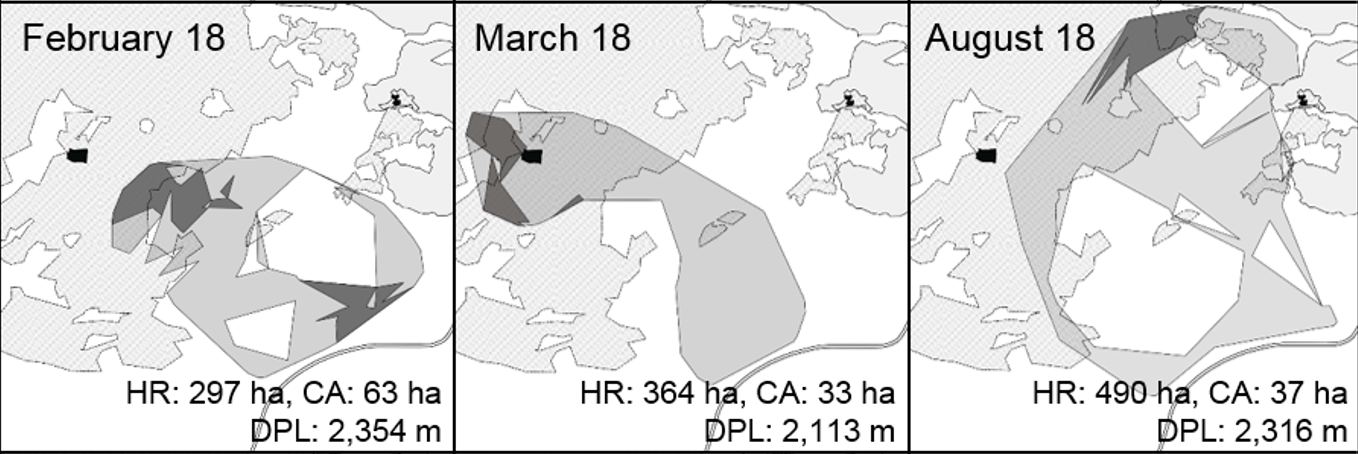 February 18
HR: 297 ha, CA: 63 ha
DPL: 2,354 m
March 18
HR: 364 ha, CA: 33 ha
DPL: 2,113 m
August 18
HR: 490 ha, CA: 37 ha
DPL: 2,316 m